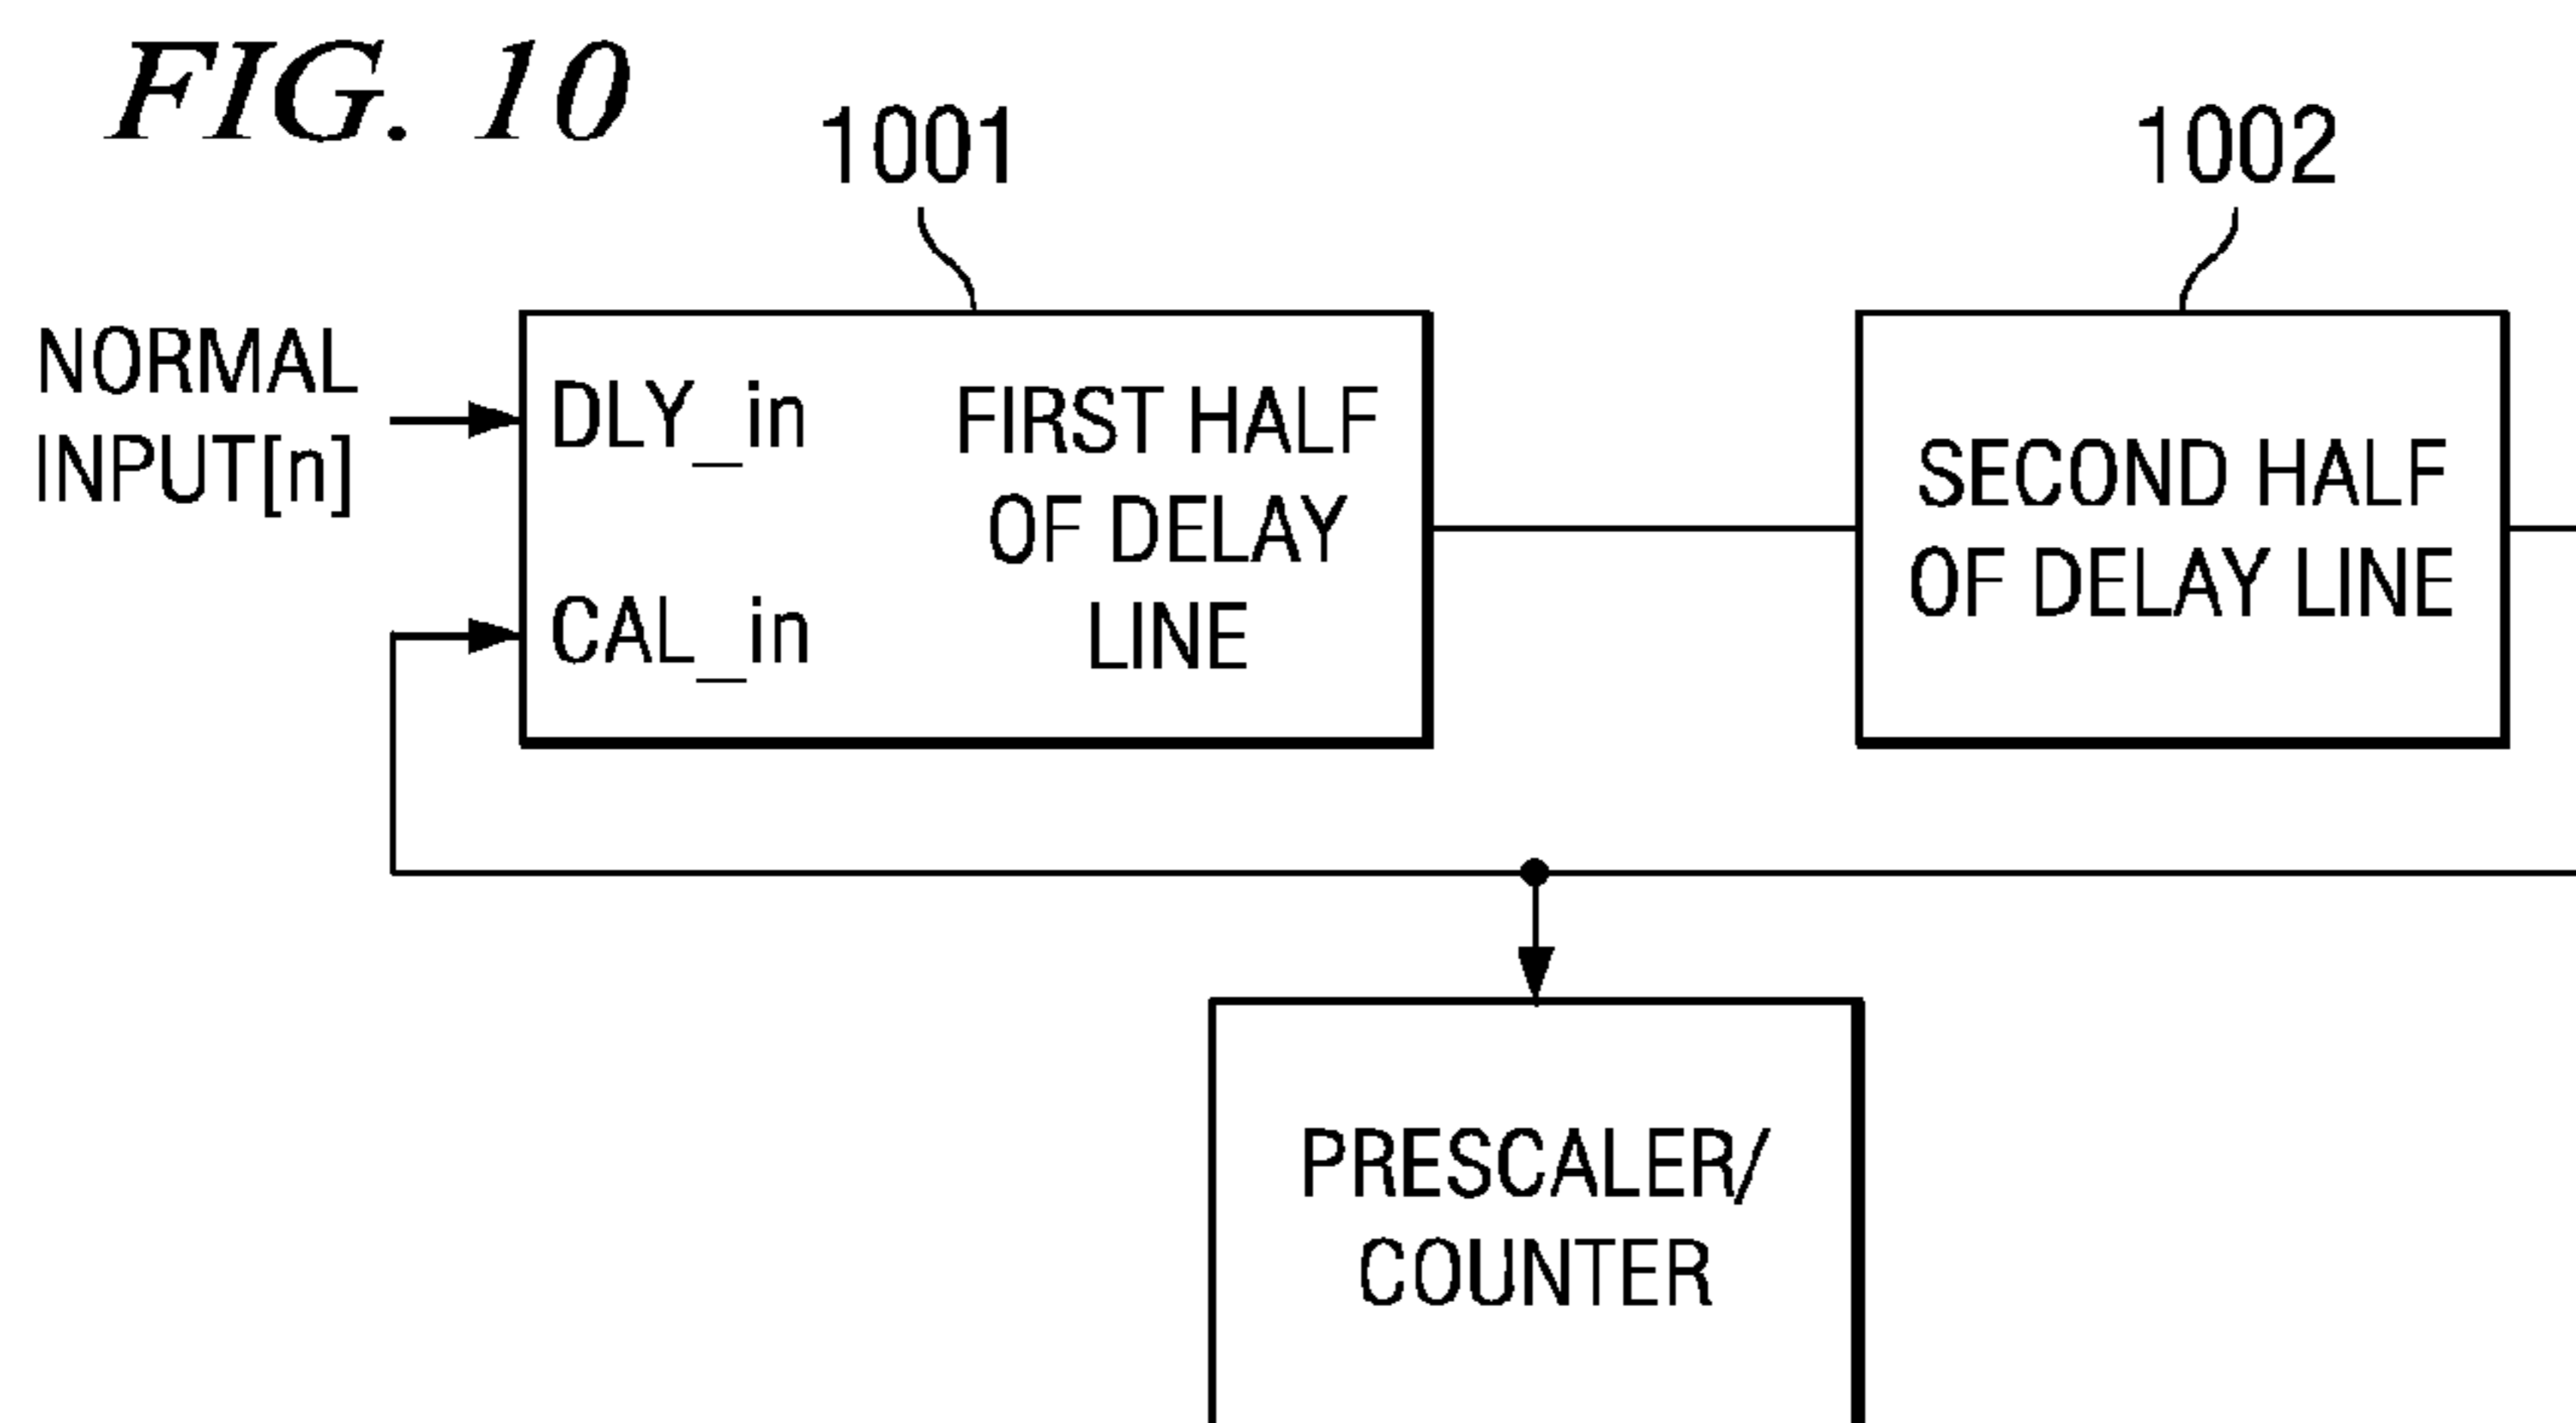 FIG. 10
1001
1002
NORMAL
INPUT[n]
DLY_in
CAL_in
FIRST HALF
OF DELAY
LINE
SECOND HALF
OF DELAY LINE
PRESCALER/
COUNTER